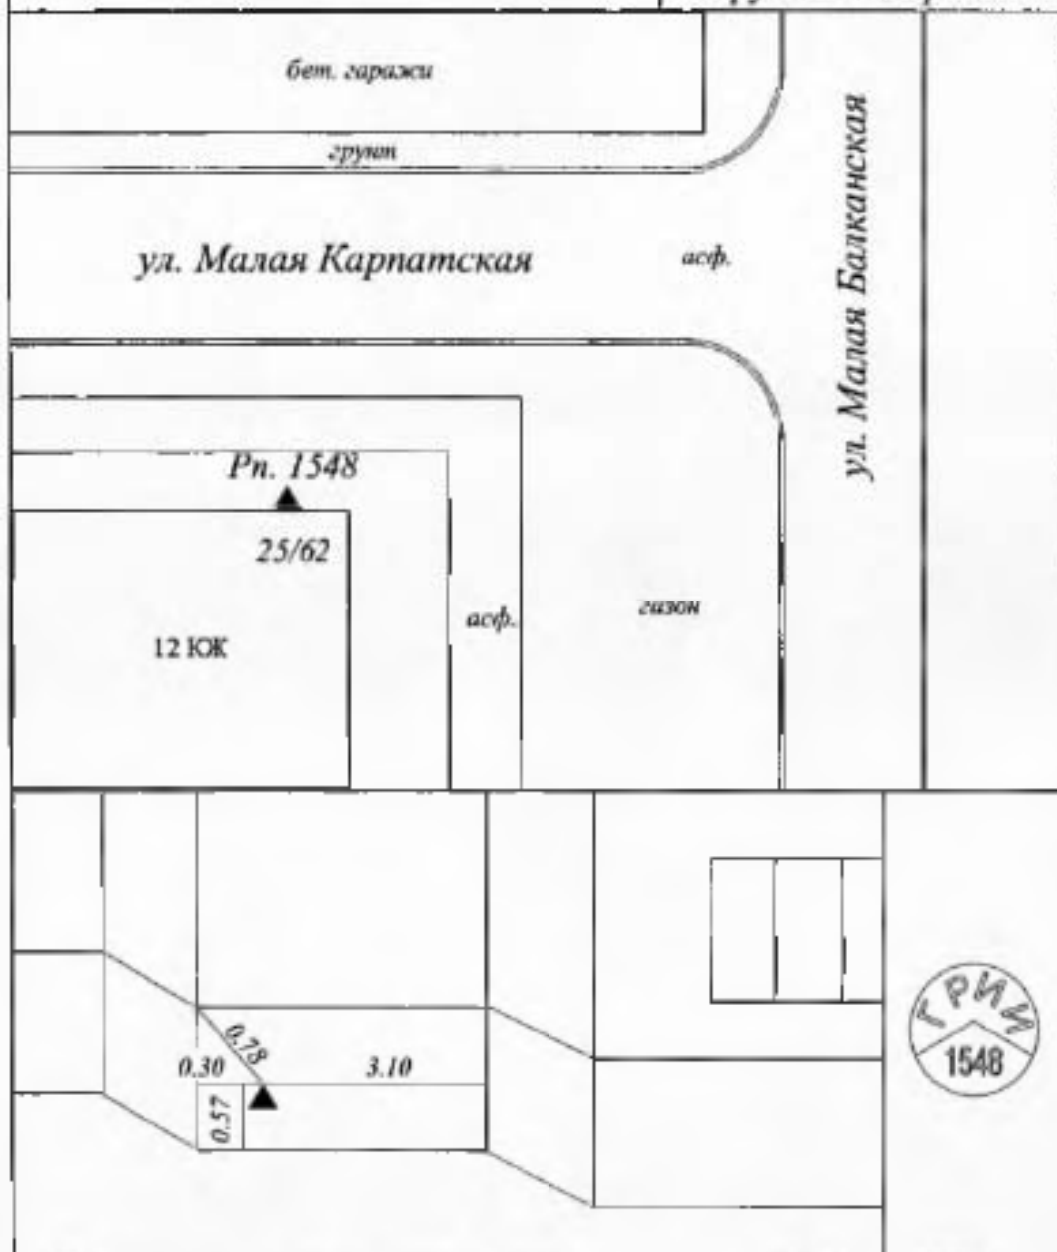 бет. гаражи
грунт
ул. Малая Карпатская
асф.
ул. Малая Балканская
Рп. 1548
25/62
12 КЖ
асф.
газон
0.78
0.30
3.10
0.57
ГРИИ
1548